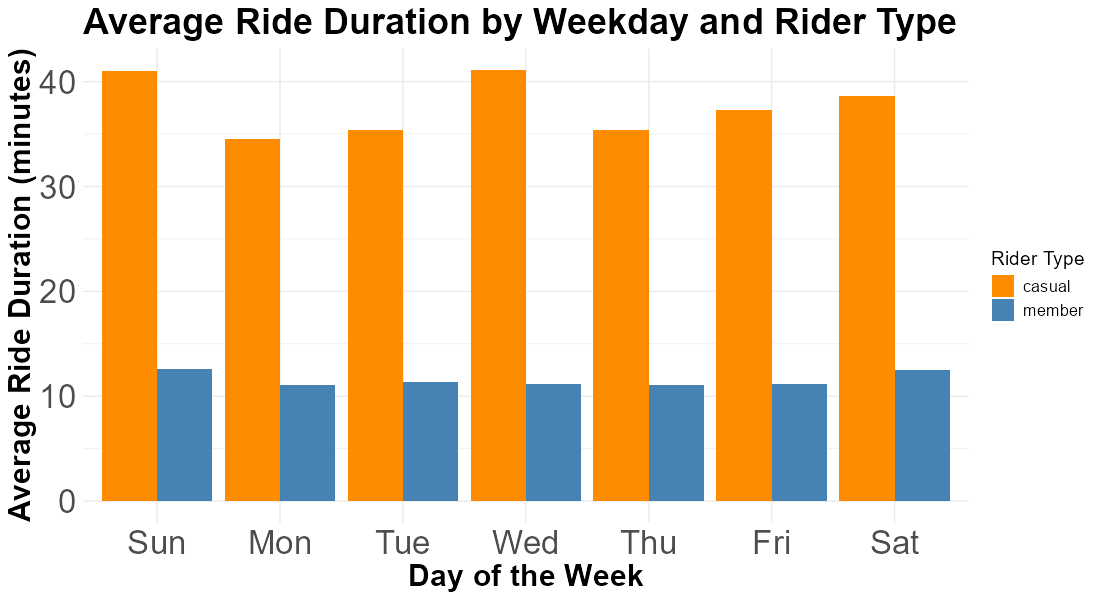 Average Ride Duration by Weekday and Rider Type
Average Ride Duration (minutes)
40
30
20
10
0
Sun Mon Tue Wed Thu Fri Sat
Day of the Week
Rider Type
casual
member